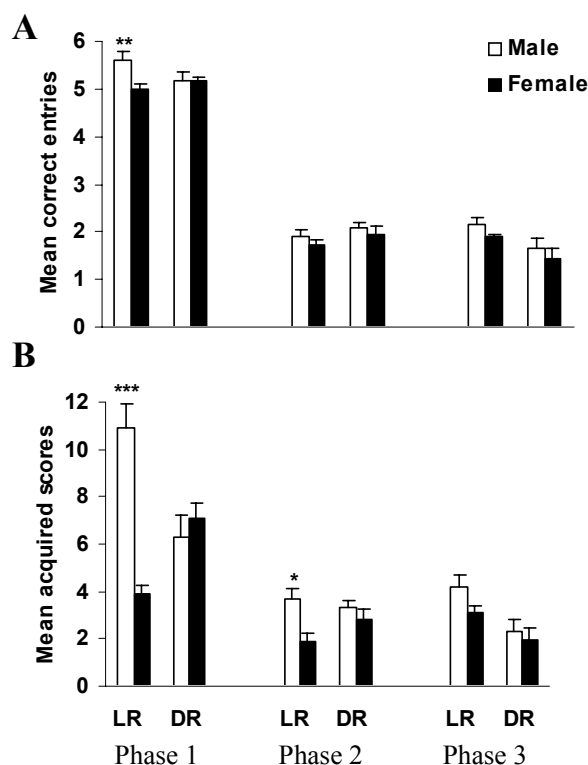 A
**
6
5
4
3
2
1
0
Mean correct entries
Male
Female
B
***
*
12
10
8
6
4
2
0
Mean acquired scores
LR DR LR DR LR DR
Phase 1 Phase 2 Phase 3